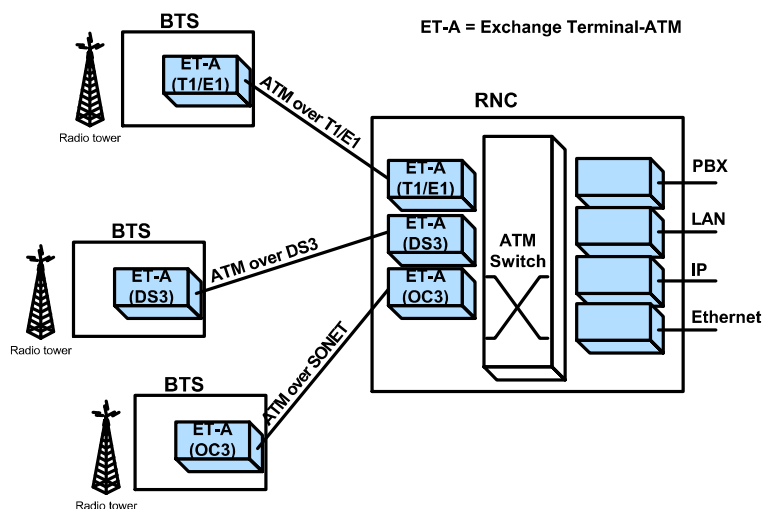 BTS
ET-A = Exchange Terminal-ATM
ET-A
(T1/E1)
ATM over T1/E1
Radio tower
RNC
ET-A
(T1/E1)
PBX
ET-A
(DS3)
LAN
ATM
Switch
ET-A
(OC3)
IP
Ethernet
BTS
ET-A
(DS3)
ATM over DS3
Radio tower
BTS
ET-A
(OC3)
ATM over SONET
Radio tower